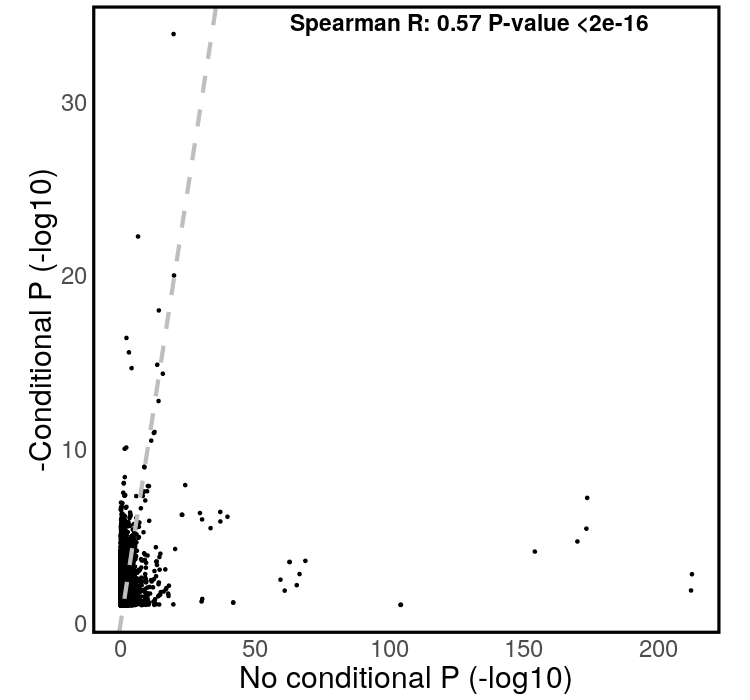 Spearman R: 0.57 P-value <2e-16
-Conditional P (-log10)
30
20
10
0
0 50 100 150 200
No conditional P (-log10)